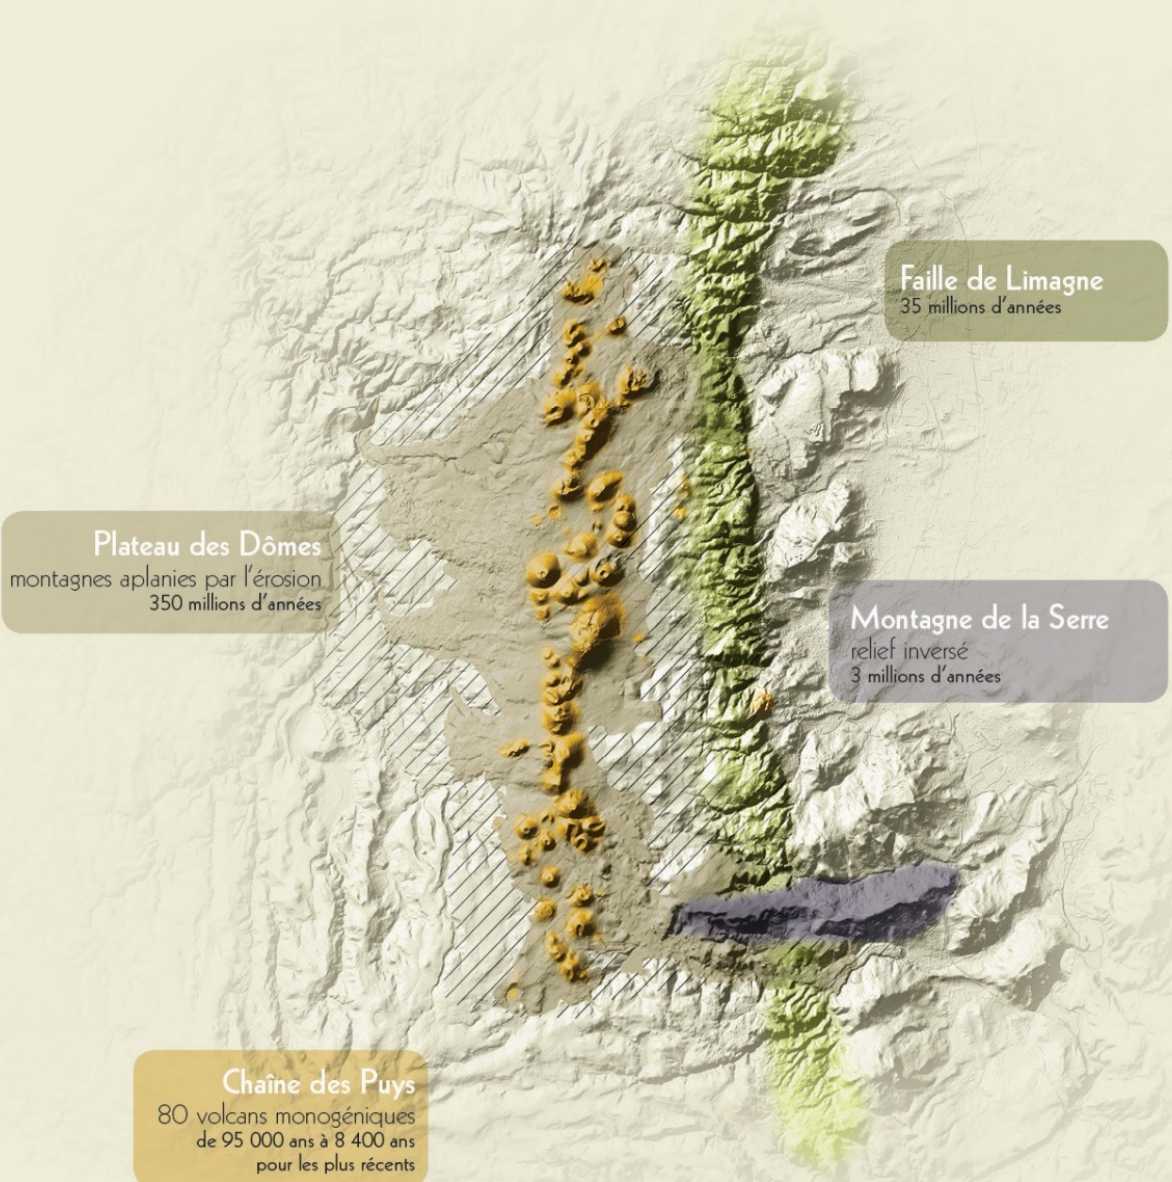 Faille de Limagne
35 millions d'années
Plateau des Dômes
montagnes aplanies par l'érosion
350 millions d'années
Montagne de la Serre
relief inversé
3 millions d'années
Chaîne des Puys
80 volcans monogéniques
de 95 000 ans à 8 400 ans
pour les plus récents